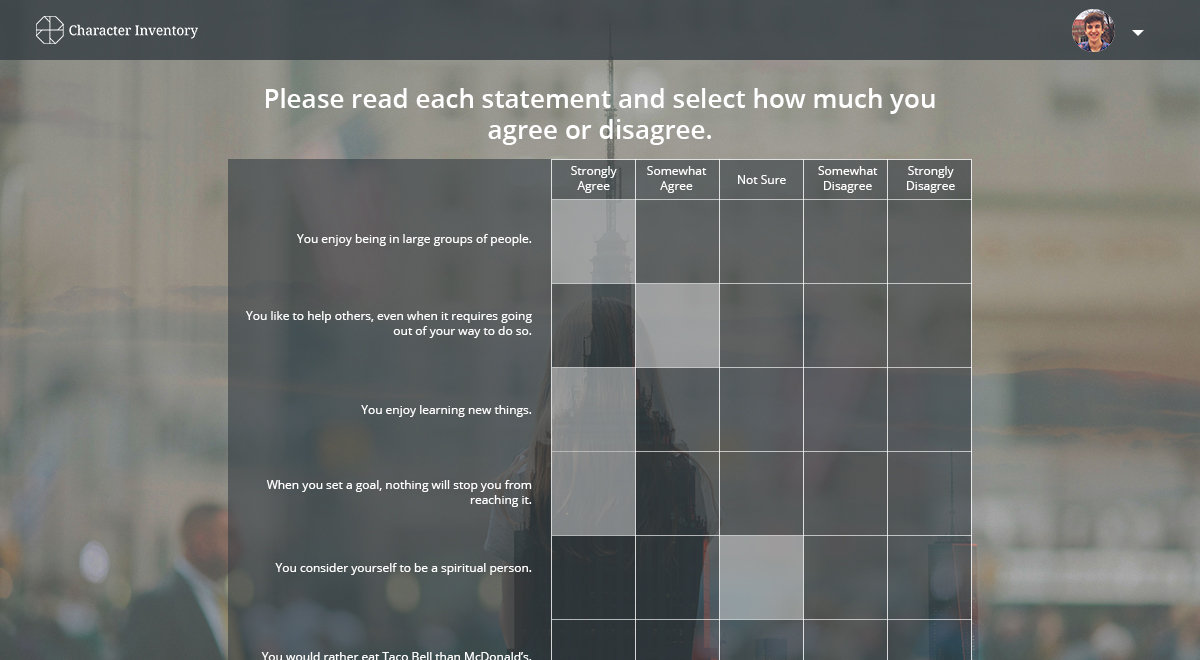 Character Inventory
Please read each statement and select how much you
agree or disagree.
Strongly
Agree
Somewhat
Agree
Not Sure
Somewhat
Disagree
Strongly
Disagree
You enjoy being in large groups of people.
You like to help others, even when it requires going
out of your way to do so.
You enjoy learning new things.
When you set a goal, nothing will stop you from
reaching it.
You consider yourself to be a spiritual person.
You would rather eat Taco Bell than McDonald's.